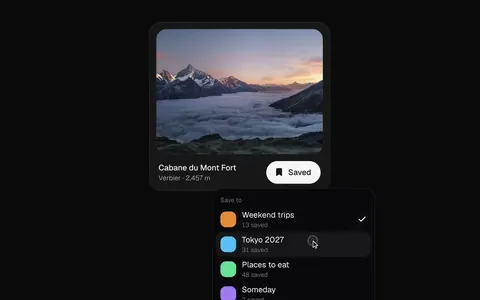 Cabane du Mont Fort
Verbier · 2,457 m
Saved
Save to
Weekend trips
13 saved
Tokyo 2027
31 saved
Places to eat
48 saved
Someday